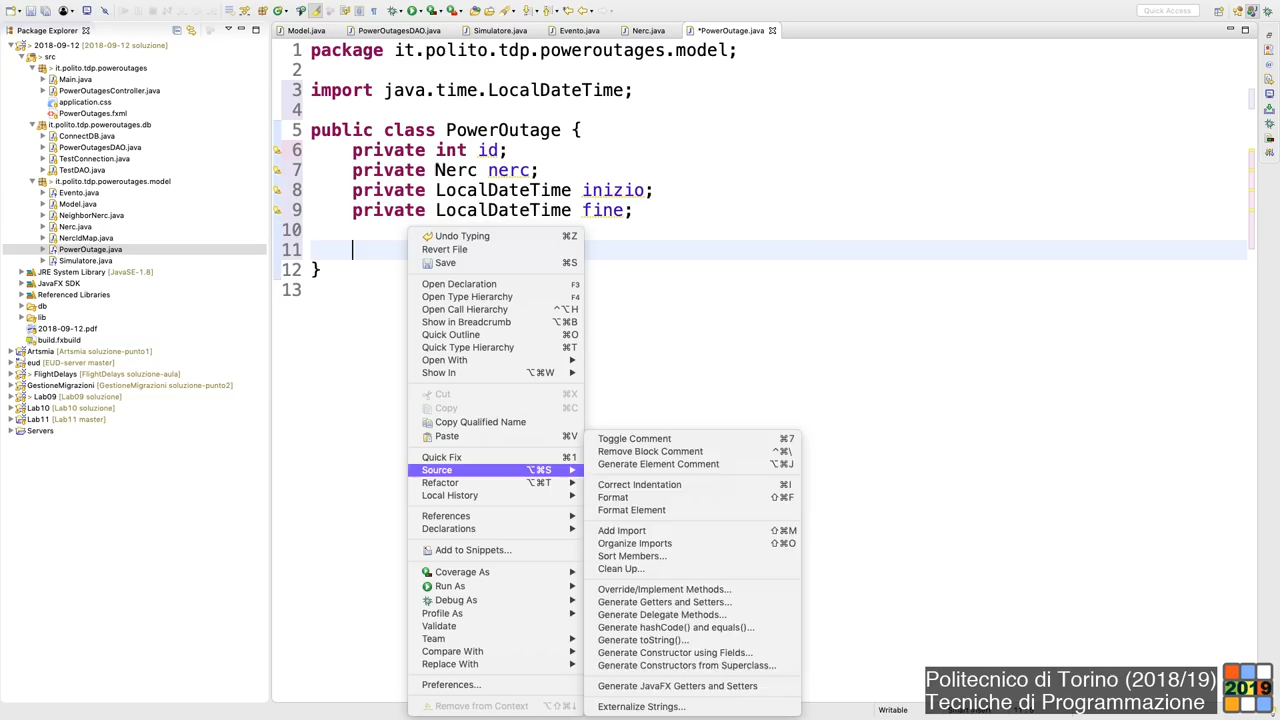 Quick Access
Package Explorer
Model.java
PowerOutagesDAO.java
Simulatore.java
Evento.java
Nerc.java
*PowerOutage.java
> 2018-09-12 [2018-09-12 soluzione]
> src
> it.polito.tdp.poweroutages
Main.java
PowerOutagesController.java
application.css
PowerOutages.fxml
it.polito.tdp.poweroutages.db
ConnectDB.java
PowerOutagesDAO.java
TestConnection.java
TestDAO.java
> it.polito.tdp.poweroutages.model
Evento.java
Model.java
NeighborNerc.java
Nerc.java
NercIdMap.java
PowerOutage.java
Simulatore.java
JRE System Library [JavaSE-1.8]
JavaFX SDK
Referenced Libraries
db
lib
2018-09-12.pdf
build.fxbuild
Artsmia [Artsmia soluzione-punto1]
eud [EUD-server master]
> FlightDelays [FlightDelays soluzione-aula]
GestioneMigrazioni [GestioneMigrazioni soluzione-punto2]
> Lab09 [Lab09 soluzione]
Lab10 [Lab10 soluzione]
Lab11 [Lab11 master]
Servers
1 package it.polito.tdp.poweroutages.model;
2
3 import java.time.LocalDateTime;
4
5 public class PowerOutage {
6 private int id;
7 private Nerc nerc;
8 private LocalDateTime inizio;
9 private LocalDateTime fine;
10
11
12 }
13
Undo Typing ⌘Z
Revert File
Save ⌘S
Open Declaration F3
Open Type Hierarchy F4
Open Call Hierarchy ^⌥H
Show in Breadcrumb ⌥⌘B
Quick Outline ⌘O
Quick Type Hierarchy ⌘T
Open With
Show In ⌥⌘W
Cut ⌘X
Copy ⌘C
Copy Qualified Name
Paste ⌘V
Quick Fix ⌘1
Source ⌥⌘S
Refactor ⌥⌘T
Local History
References
Declarations
Add to Snippets...
Coverage As
Run As
Debug As
Profile As
Validate
Team
Compare With
Replace With
Preferences...
Remove from Context ⌥⇧⌘↓
Toggle Comment ⌘7
Remove Block Comment ^⌘\
Generate Element Comment ⌥⌘J
Correct Indentation ⌘I
Format ⇧⌘F
Format Element
Add Import ⇧⌘M
Organize Imports ⇧⌘O
Sort Members...
Clean Up...
Override/Implement Methods...
Generate Getters and Setters...
Generate Delegate Methods...
Generate hashCode() and equals()...
Generate toString()...
Generate Constructor using Fields...
Generate Constructors from Superclass...
Generate JavaFX Getters and Setters
Externalize Strings...
Writable
Politecnico di Torino (2018/19)
Tecniche di Programmazione
2019